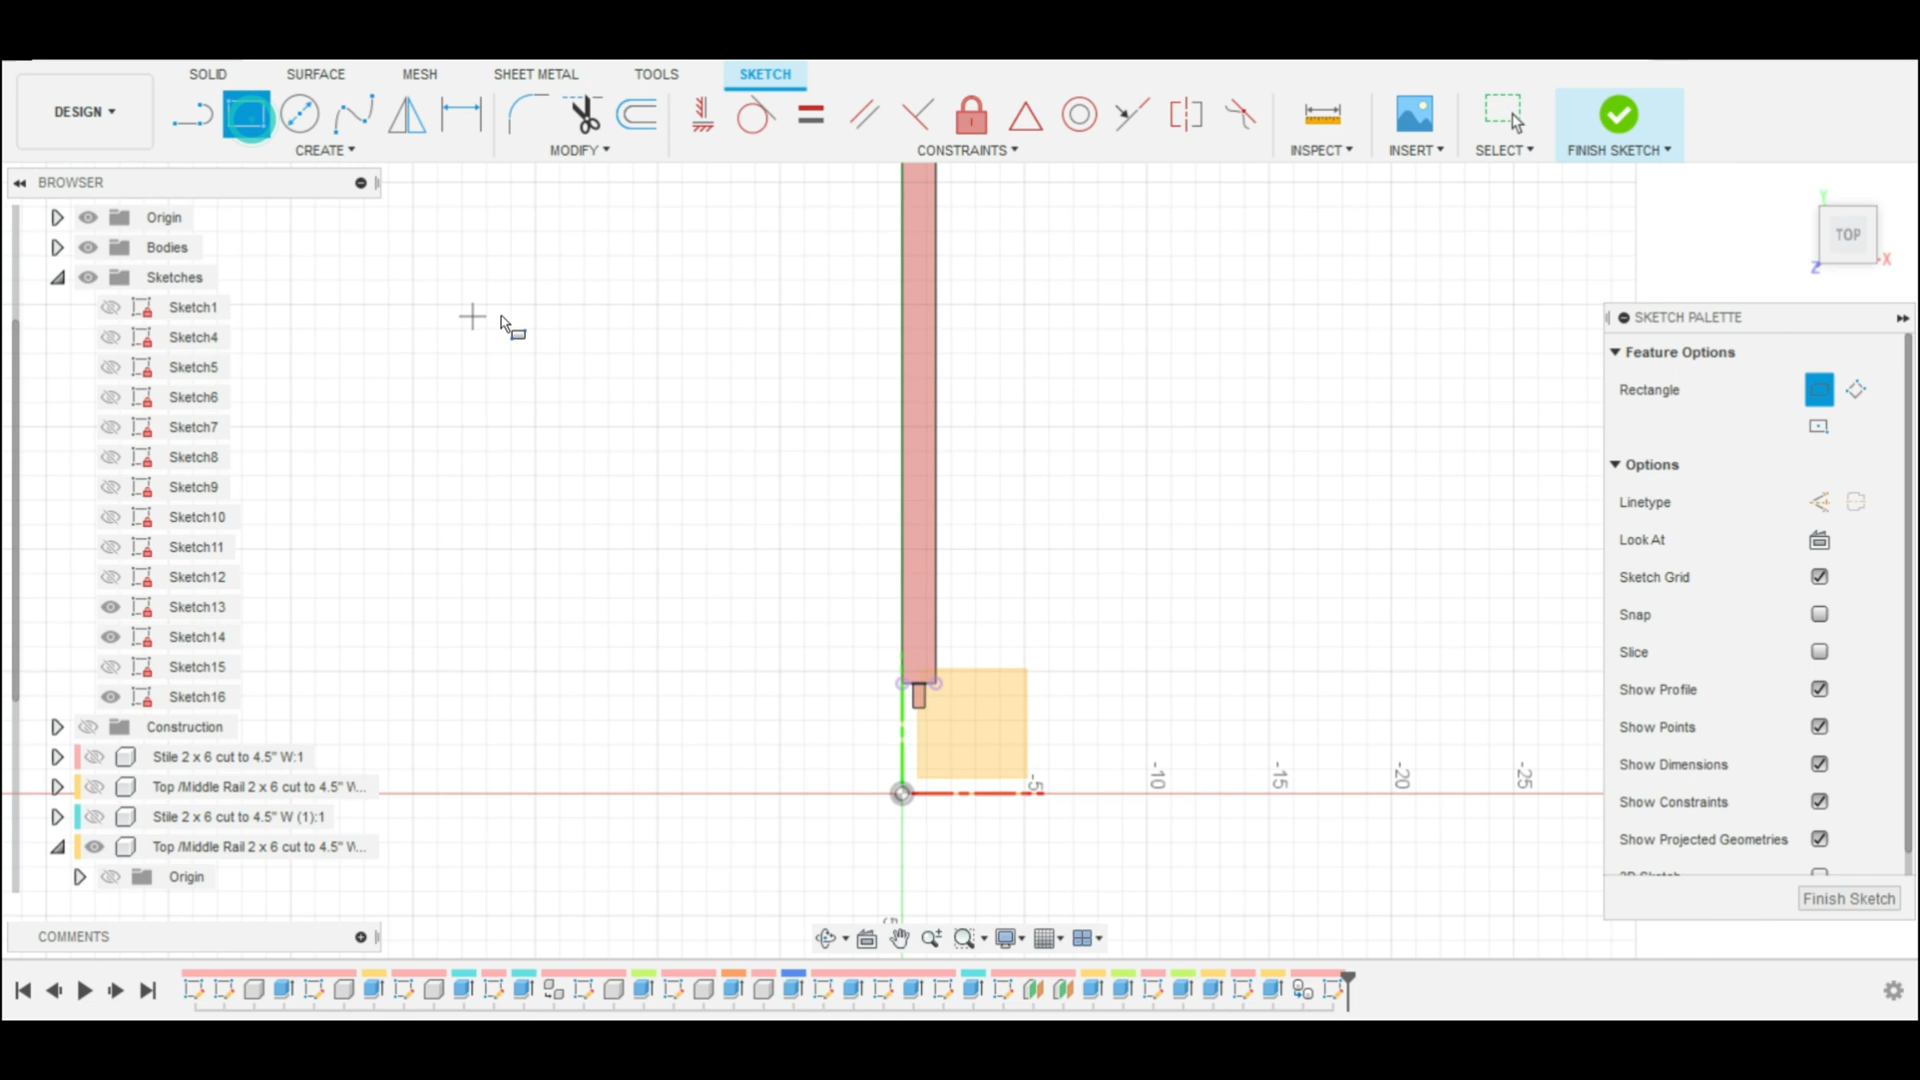 SOLID SURFACE MESH SHEET METAL TOOLS SKETCH
DESIGN
CREATE MODIFY CONSTRAINTS INSPECT INSERT SELECT FINISH SKETCH
BROWSER
Origin
Bodies
Sketches
Sketch1
Sketch4
Sketch5
Sketch6
Sketch7
Sketch8
Sketch9
Sketch10
Sketch11
Sketch12
Sketch13
Sketch14
Sketch15
Sketch16
Construction
Stile 2 x 6 cut to 4.5" W:1
Top /Middle Rail 2 x 6 cut to 4.5" W...
Stile 2 x 6 cut to 4.5" W (1):1
Top /Middle Rail 2 x 6 cut to 4.5" W...
Origin
COMMENTS
-5
-10
-15
-20
-25
Y
TOP
X
Z
SKETCH PALETTE
Feature Options
Rectangle
Options
Linetype
Look At
Sketch Grid
Snap
Slice
Show Profile
Show Points
Show Dimensions
Show Constraints
Show Projected Geometries
Finish Sketch